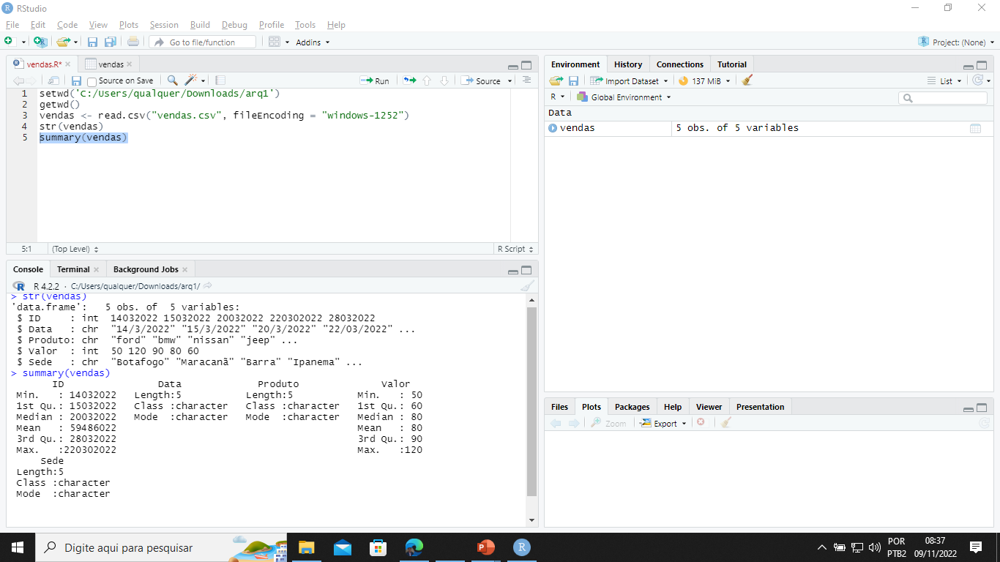 RStudio
File Edit Code View Plots Session Build Debug Profile Tools Help
Go to file/function Addins Project: (None)
vendas.R* vendas
Source on Save Run Source
1 setwd('C:/Users/qualquer/Downloads/arq1')
2 getwd()
3 vendas <- read.csv("vendas.csv", fileEncoding = "windows-1252")
4 str(vendas)
5 summary(vendas)
5:1 (Top Level) R Script
Console Terminal Background Jobs
R 4.2.2 · C:/Users/qualquer/Downloads/arq1/
> str(vendas)
'data.frame': 5 obs. of 5 variables:
$ ID : int 14032022 15032022 20032022 220302022 28032022
$ Data : chr "14/3/2022" "15/3/2022" "20/3/2022" "22/03/2022" ...
$ Produto: chr "ford" "bmw" "nissan" "jeep" ...
$ Valor : int 50 120 90 80 60
$ Sede : chr "Botafogo" "Maracanã" "Barra" "Ipanema" ...
> summary(vendas)
ID Data Produto Valor
Min. : 14032022 Length:5 Length:5 Min. : 50
1st Qu.: 15032022 Class :character Class :character 1st Qu.: 60
Median : 20032022 Mode :character Mode :character Median : 80
Mean : 59486022 Mean : 80
3rd Qu.: 28032022 3rd Qu.: 90
Max. :220302022 Max. :120
Sede
Length:5
Class :character
Mode :character
Environment History Connections Tutorial
Import Dataset 137 MiB List
R Global Environment
Data
vendas 5 obs. of 5 variables
Files Plots Packages Help Viewer Presentation
Zoom Export
Digite aqui para pesquisar
POR 08:37
PTB2 09/11/2022